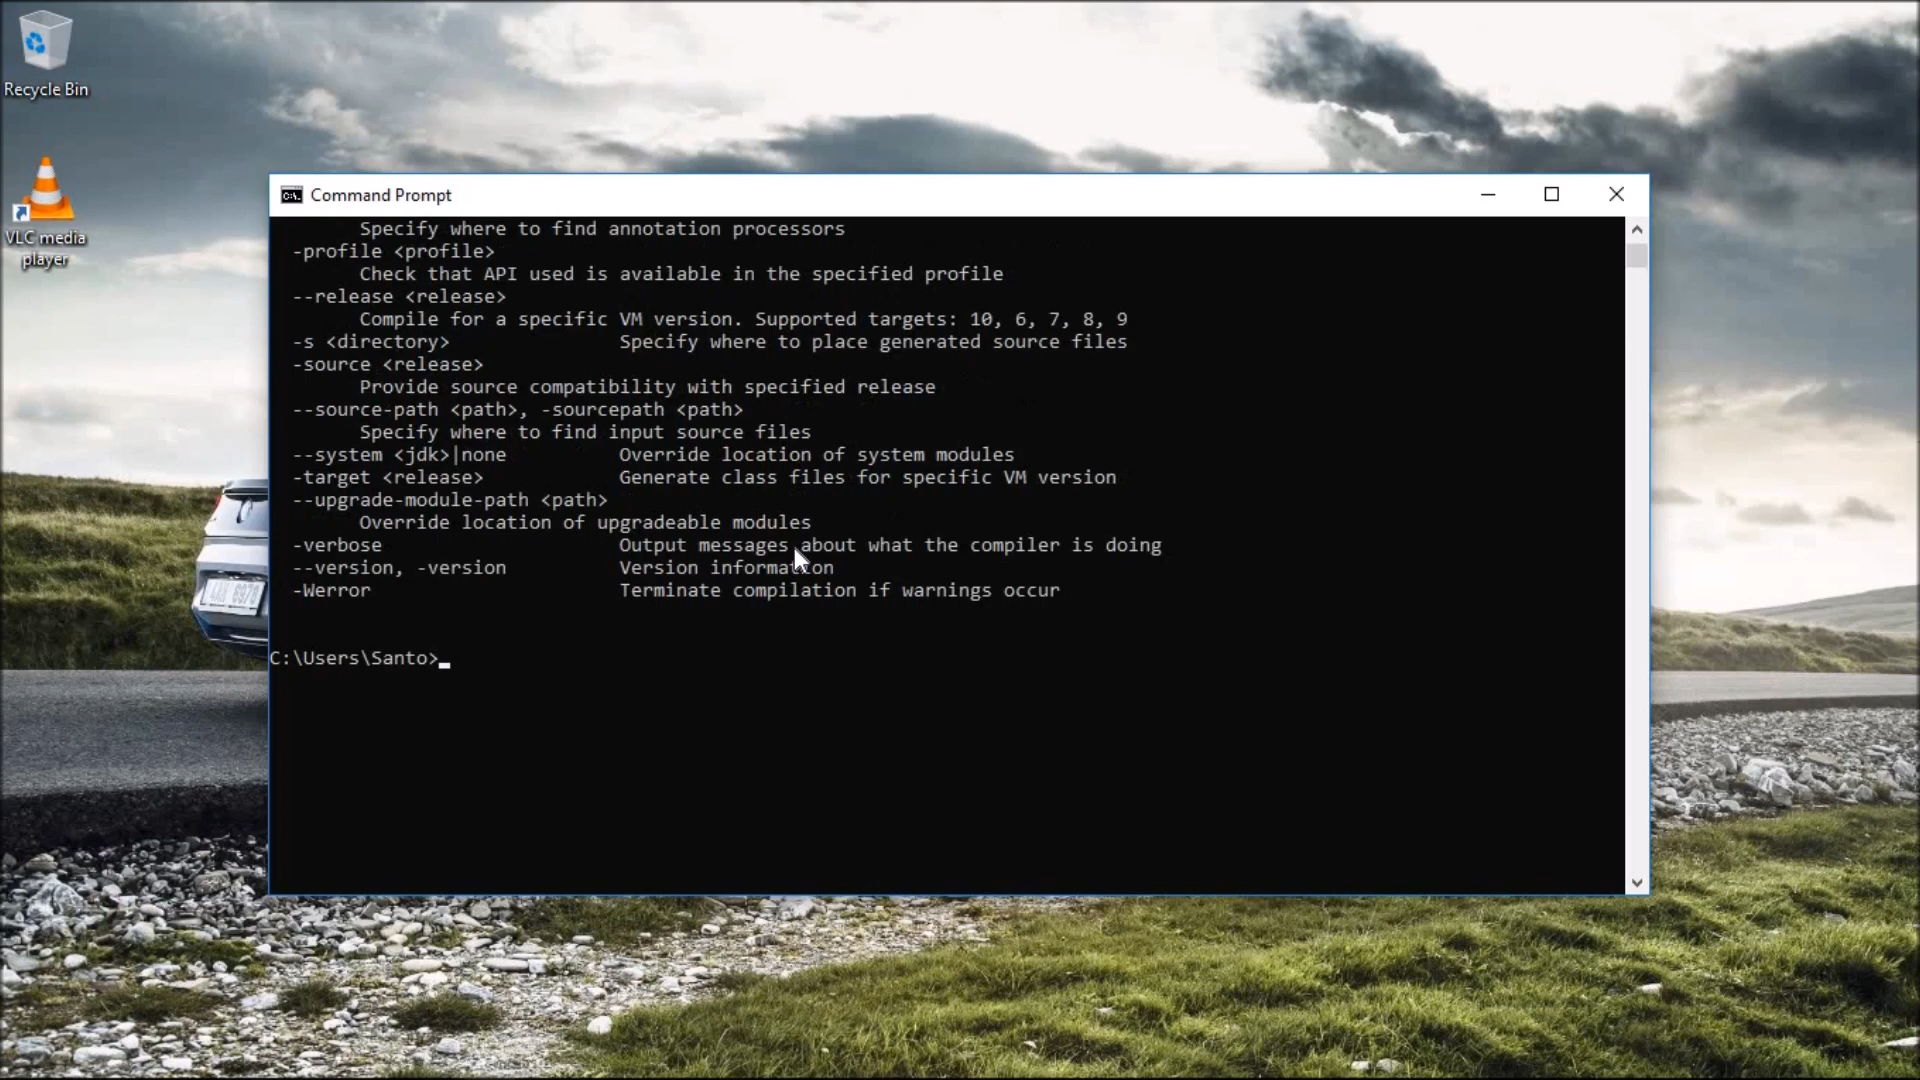 Recycle Bin
VLC media
player
Command Prompt
Specify where to find annotation processors
-profile <profile>
Check that API used is available in the specified profile
--release <release>
Compile for a specific VM version. Supported targets: 10, 6, 7, 8, 9
-s <directory> Specify where to place generated source files
-source <release>
Provide source compatibility with specified release
--source-path <path>, -sourcepath <path>
Specify where to find input source files
--system <jdk>|none Override location of system modules
-target <release> Generate class files for specific VM version
--upgrade-module-path <path>
Override location of upgradeable modules
-verbose Output messages about what the compiler is doing
--version, -version Version information
-Werror Terminate compilation if warnings occur
C:\Users\Santo>